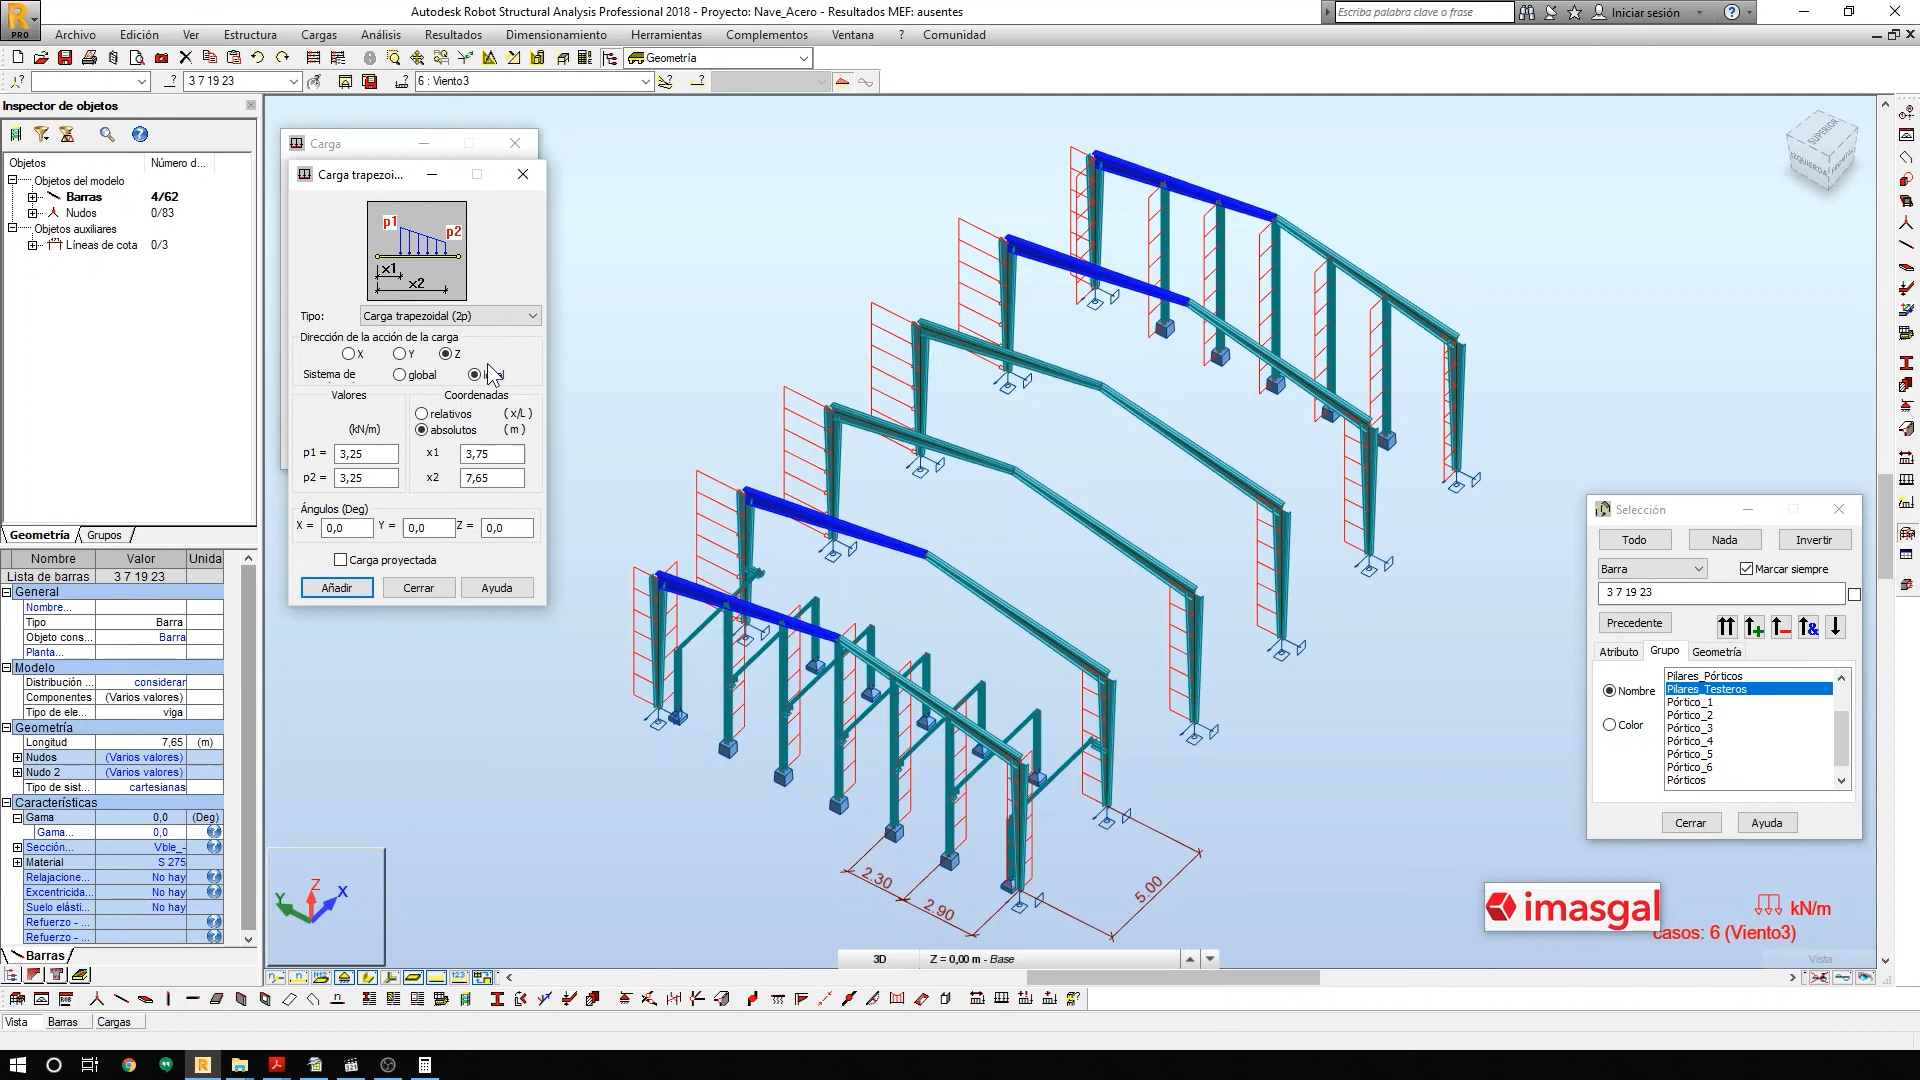 PRO
Autodesk Robot Structural Analysis Professional 2018 - Proyecto: Nave_Acero - Resultados MEF: ausentes
Escriba palabra clave o frase
Iniciar sesión
Archivo Edición Ver Estructura Cargas Análisis Resultados Dimensionamiento Herramientas Complementos Ventana ? Comunidad
Geometría
3 7 19 23
6 : Viento3
Inspector de objetos
Objetos Número d...
Objetos del modelo
Barras 4/62
Nudos 0/83
Objetos auxiliares
Líneas de cota 0/3
Geometría Grupos
Nombre Valor Unida
Lista de barras 3 7 19 23
General
Nombre...
Tipo Barra
Objeto cons... Barra
Planta...
Modelo
Distribución ... considerar
Componentes (Varios valores)
Tipo de ele... viga
Geometría
Longitud 7,65 (m)
Nudos (Varios valores)
Nudo 2 (Varios valores)
Tipo de sist... cartesianas
Características
Gama 0,0 (Deg)
Gama... 0,0
Sección... Vble_-
Material S 275
Relajacione... No hay
Excentricida... No hay
Suelo elásti... No hay
Refuerzo - ...
Refuerzo - ...
Barras
Carga
Carga trapezoi...
p1
p2
x1
x2
Tipo: Carga trapezoidal (2p)
Dirección de la acción de la carga
X Y Z
Sistema de global
Valores Coordenadas
relativos ( x/L )
(kN/m) absolutos ( m )
p1 = 3,25 x1 3,75
p2 = 3,25 x2 7,65
Ángulos (Deg)
X = 0,0 Y = 0,0 Z = 0,0
Carga proyectada
Añadir Cerrar Ayuda
SUPERIOR
IZQUIERDA
2.30
2.90
5.00
Z
X
Y
Selección
Todo Nada Invertir
Barra Marcar siempre
3 7 19 23
Precedente
Atributo Grupo Geometría
Nombre
Color
Pilares_Pórticos
Pilares_Testeros
Pórtico_1
Pórtico_2
Pórtico_3
Pórtico_4
Pórtico_5
Pórtico_6
Pórticos
Cerrar Ayuda
imasgal
kN/m
casos: 6 (Viento3)
Vista
3D Z = 0,00 m - Base
Vista Barras Cargas